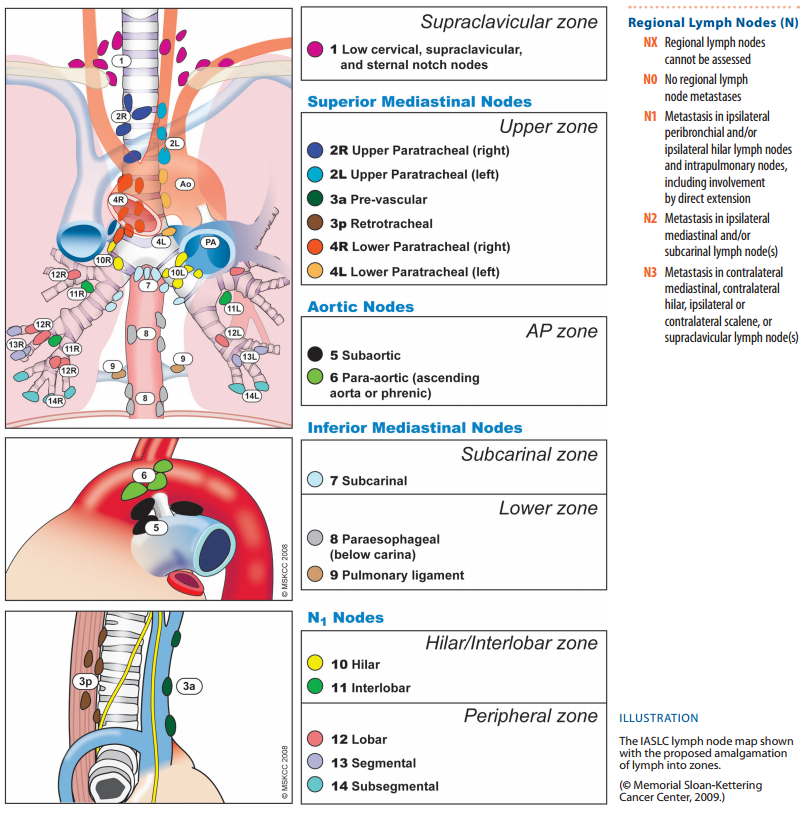 1
2R
2L
Ao
4R
4L
PA
10R
10L
7
12R
11R
11L
12R
13R
11R
12R
14R
8
9
9
8
12L
13L
14L
6
5
© MSKCC 2008
3p
3a
© MSKCC 2008
Supraclavicular zone
1 Low cervical, supraclavicular,
and sternal notch nodes
Superior Mediastinal Nodes
Upper zone
2R Upper Paratracheal (right)
2L Upper Paratracheal (left)
3a Pre-vascular
3p Retrotracheal
4R Lower Paratracheal (right)
4L Lower Paratracheal (left)
Aortic Nodes
AP zone
5 Subaortic
6 Para-aortic (ascending
aorta or phrenic)
Inferior Mediastinal Nodes
Subcarinal zone
7 Subcarinal
Lower zone
8 Paraesophageal
(below carina)
9 Pulmonary ligament
N1 Nodes
Hilar/Interlobar zone
10 Hilar
11 Interlobar
Peripheral zone
12 Lobar
13 Segmental
14 Subsegmental
Regional Lymph Nodes (N)
NX Regional lymph nodes
cannot be assessed
N0 No regional lymph
node metastases
N1 Metastasis in ipsilateral
peribronchial and/or
ipsilateral hilar lymph nodes
and intrapulmonary nodes,
including involvement
by direct extension
N2 Metastasis in ipsilateral
mediastinal and/or
subcarinal lymph node(s)
N3 Metastasis in contralateral
mediastinal, contralateral
hilar, ipsilateral or
contralateral scalene, or
supraclavicular lymph node(s)
ILLUSTRATION
The IASLC lymph node map shown
with the proposed amalgamation
of lymph into zones.
(© Memorial Sloan-Kettering
Cancer Center, 2009.)